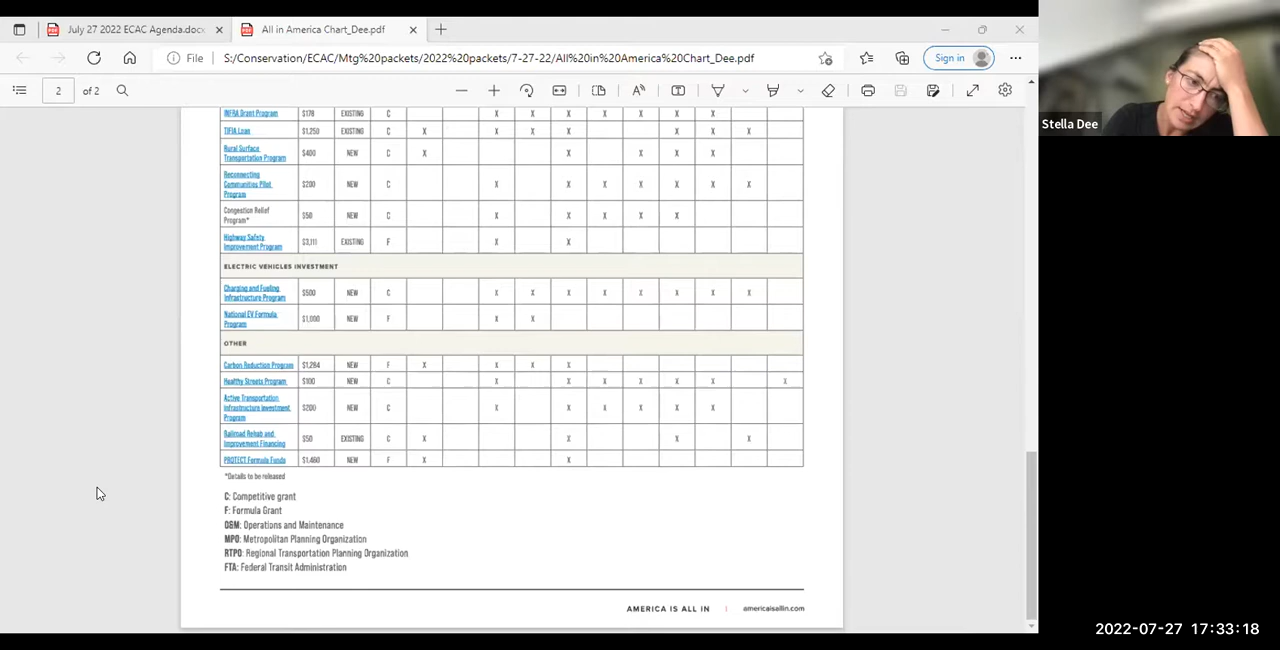 July 27 2022 ECAC Agenda.docx
All in America Chart_Dee.pdf
File
S:/Conservation/ECAC/Mtg%20packets/2022%20packets/7-27-22/All%20in%20America%20Chart_Dee.pdf
Sign in
2 of 2
Stella Dee
INFRA Grant Program $178 EXISTING C X X X X X X X
TIFIA Loan $1,250 EXISTING C X X X X X X X
Rural Surface
Transportation Program $400 NEW C X X X X
Reconnecting
Communities Pilot
Program $200 NEW C X X X X X X X
Congestion Relief
Program* $50 NEW C X X X X X
Highway Safety
Improvement Program $3,111 EXISTING F X X
ELECTRIC VEHICLES INVESTMENT
Charging and Fueling
Infrastructure Program $500 NEW C X X X X X X X X
National EV Formula
Program $1,000 NEW F X X
OTHER
Carbon Reduction Program $1,284 NEW F X X X X
Healthy Streets Program $100 NEW C X X X X X X X
Active Transportation
Infrastructure Investment
Program $200 NEW C X X X X X X
Railroad Rehab and
Improvement Financing $50 EXISTING C X X X X
PROTECT Formula Funds $1,460 NEW F X X
*Details to be released
C: Competitive grant
F: Formula Grant
O&M: Operations and Maintenance
MPO: Metropolitan Planning Organization
RTPO: Regional Transportation Planning Organization
FTA: Federal Transit Administration
AMERICA IS ALL IN | americaisallin.com
2022-07-27 17:33:18